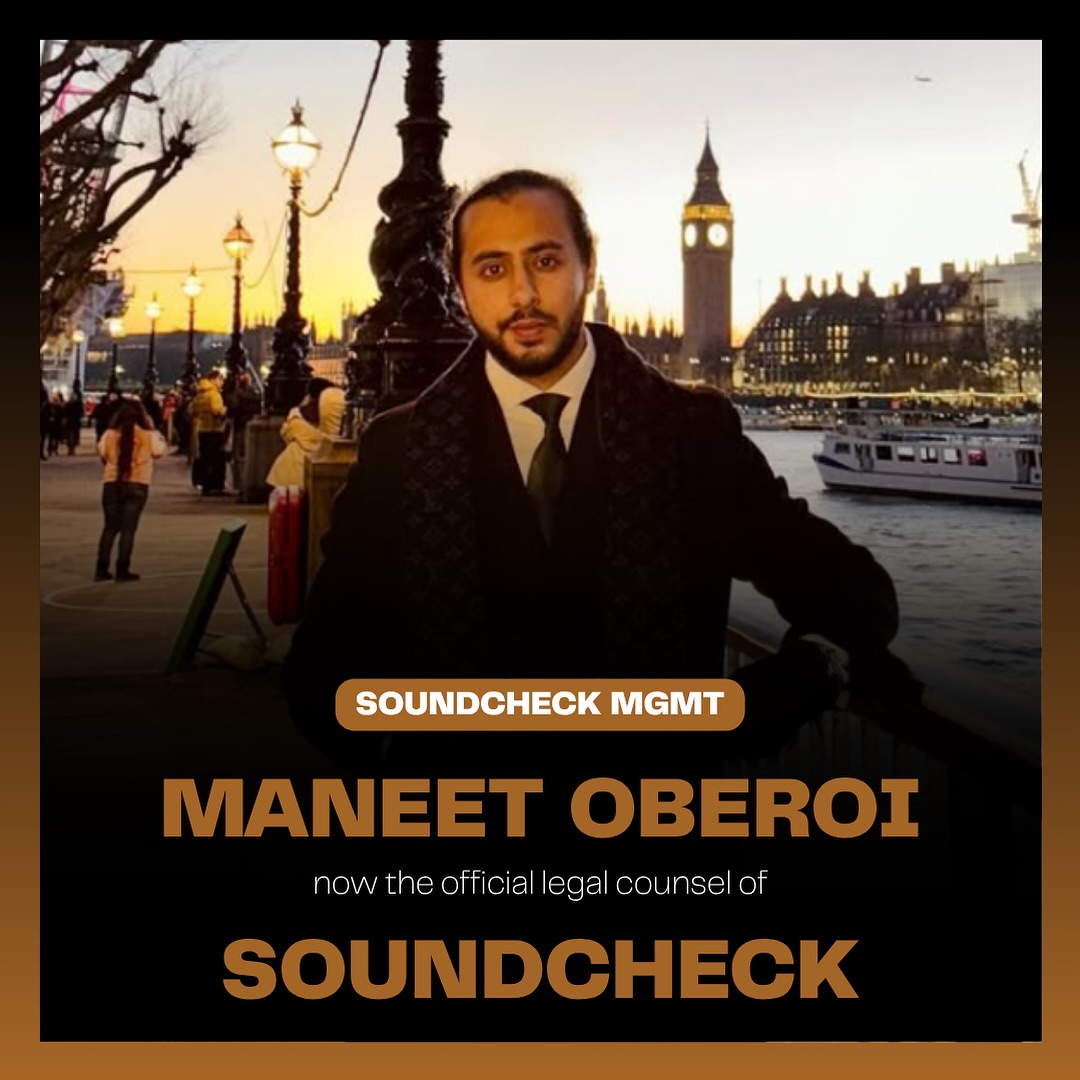 SOUNDCHECK MGMT
MANEET OBEROI
now the official legal counsel of
SOUNDCHECK